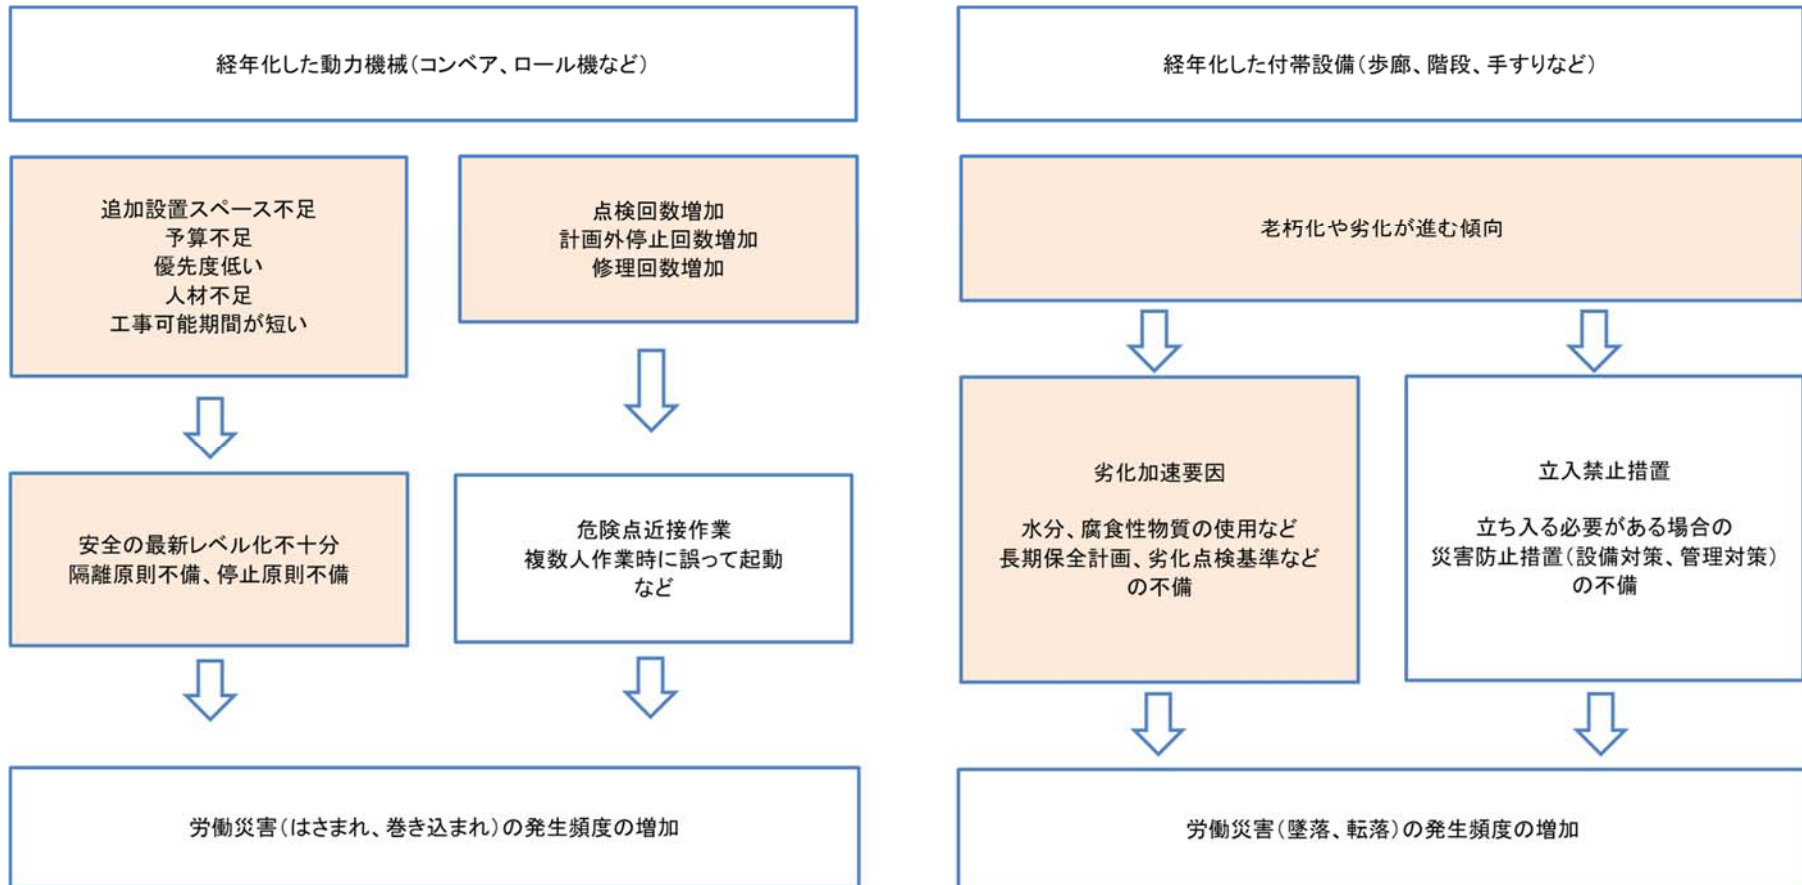 経年化した動力機械(コンベア、ロール機など)
追加設置スペース不足
予算不足
優先度低い
人材不足
工事可能期間が短い
点検回数増加
計画外停止回数増加
修理回数増加
安全の最新レベル化不十分
隔離原則不備、停止原則不備
危険点近接作業
複数人作業時に誤って起動
など
労働災害(はさまれ、巻き込まれ)の発生頻度の増加
経年化した付帯設備(歩廊、階段、手すりなど)
老朽化や劣化が進む傾向
劣化加速要因
水分、腐食性物質の使用など
長期保全計画、劣化点検基準など
の不備
立入禁止措置
立ち入る必要がある場合の
災害防止措置(設備対策、管理対策)
の不備
労働災害(墜落、転落)の発生頻度の増加